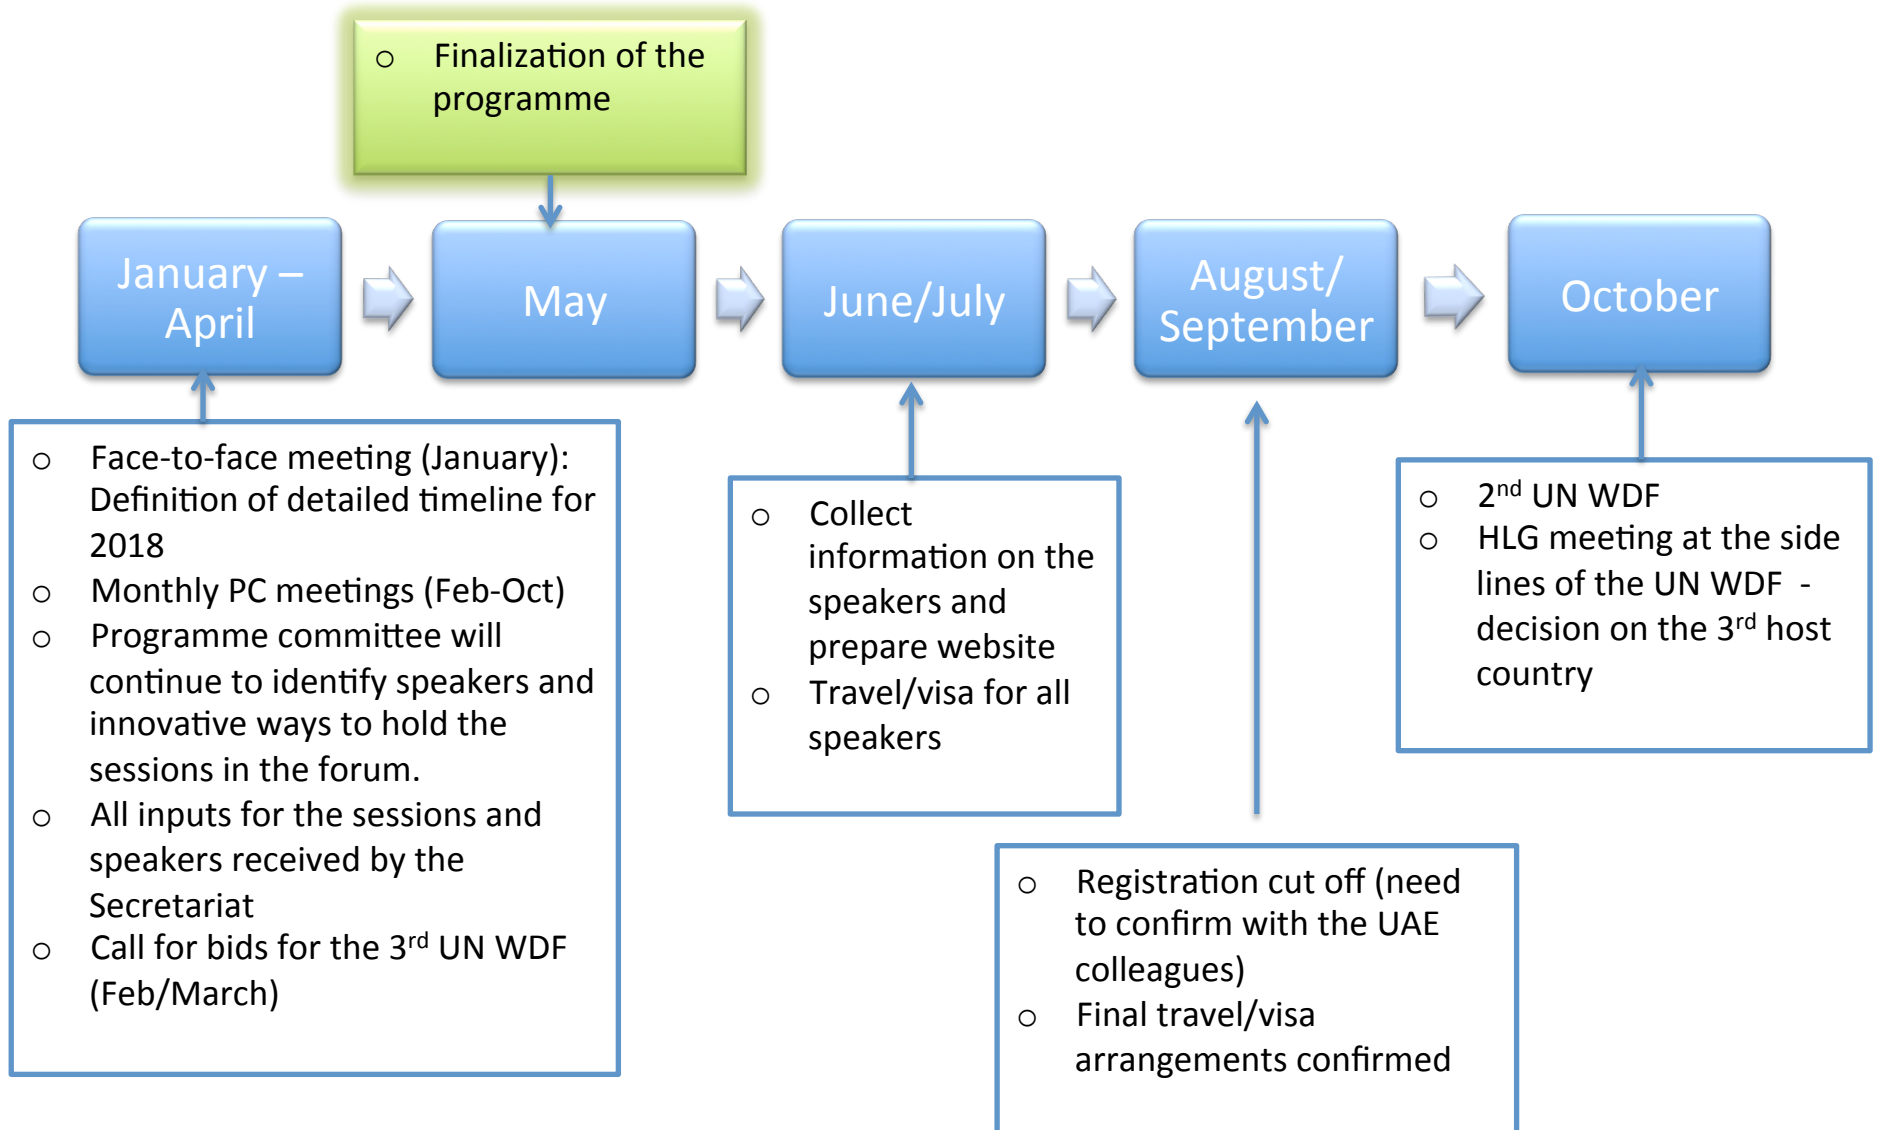 o Finalization of the
programme
January –
April
May
June/July
August/
September
October
o Face-to-face meeting (January):
Definition of detailed timeline for
2018
o Monthly PC meetings (Feb-Oct)
o Programme committee will
continue to identify speakers and
innovative ways to hold the
sessions in the forum.
o All inputs for the sessions and
speakers received by the
Secretariat
o Call for bids for the 3rd UN WDF
(Feb/March)
o Collect
information on the
speakers and
prepare website
o Travel/visa for all
speakers
o Registration cut off (need
to confirm with the UAE
colleagues)
o Final travel/visa
arrangements confirmed
o 2nd UN WDF
o HLG meeting at the side
lines of the UN WDF -
decision on the 3rd host
country